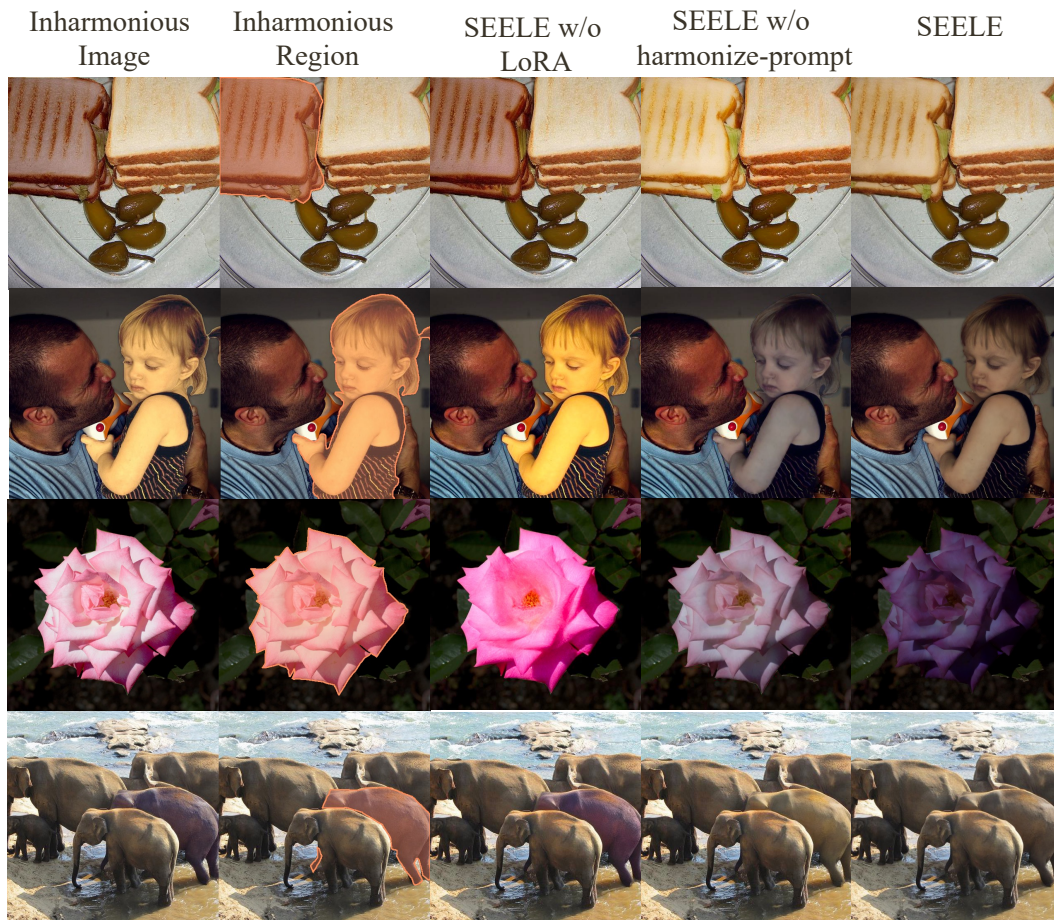 Inharmonious
Image
Inharmonious
Region
SEELE w/o
LoRA
SEELE w/o
harmonize-prompt
SEELE